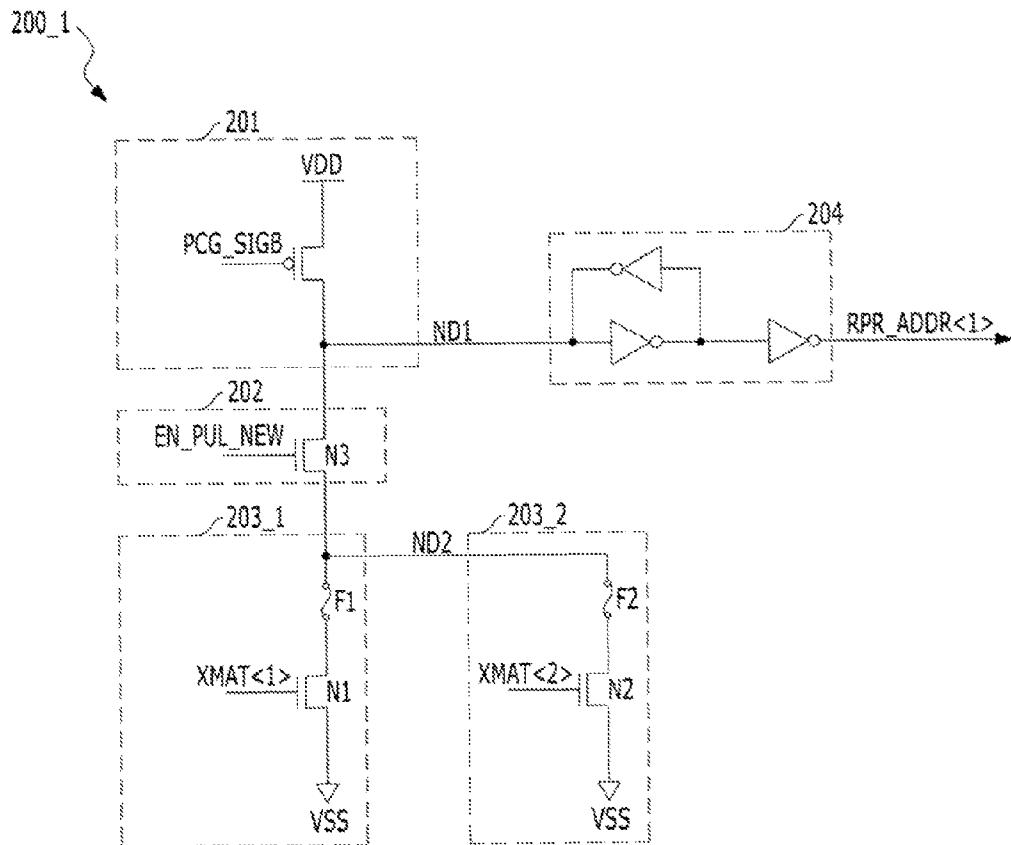 200_1
201
VDD
PCG_SIGB
204
ND1
RPR_ADDR<1>
202
EN_PUL_NEW
N3
203_1
203_2
ND2
F1
F2
XMAT<1>
N1
XMAT<2>
N2
VSS
VSS